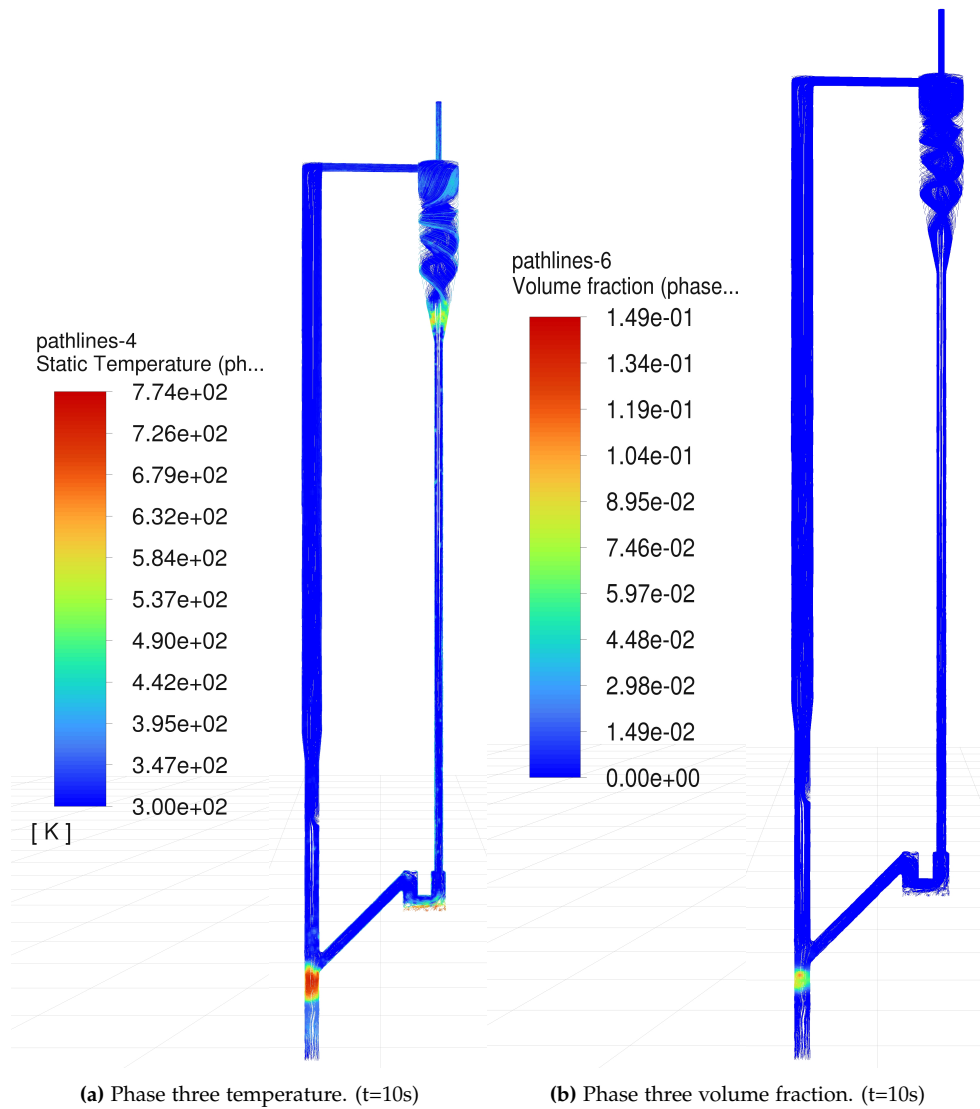 pathlines-4
Static Temperature (ph...
7.74e+02
7.26e+02
6.79e+02
6.32e+02
5.84e+02
5.37e+02
4.90e+02
4.42e+02
3.95e+02
3.47e+02
3.00e+02
[ K ]
pathlines-6
Volume fraction (phase...
1.49e-01
1.34e-01
1.19e-01
1.04e-01
8.95e-02
7.46e-02
5.97e-02
4.48e-02
2.98e-02
1.49e-02
0.00e+00
(a) Phase three temperature. (t=10s)
(b) Phase three volume fraction. (t=10s)